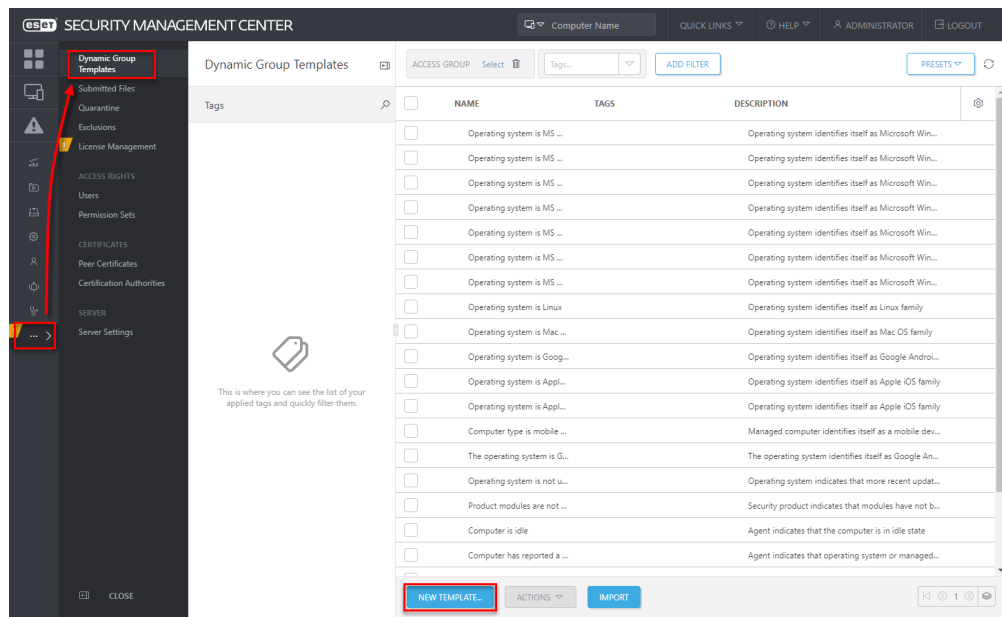 eset SECURITY MANAGEMENT CENTER
Computer Name
QUICK LINKS
HELP
ADMINISTRATOR
LOGOUT
Dynamic Group
Templates
Submitted Files
Quarantine
Exclusions
License Management
ACCESS RIGHTS
Users
Permission Sets
CERTIFICATES
Peer Certificates
Certification Authorities
SERVER
Server Settings
CLOSE
Dynamic Group Templates
Tags
This is where you can see the list of your
applied tags and quickly filter them.
ACCESS GROUP Select
Tags...
ADD FILTER
PRESETS
NAME TAGS DESCRIPTION
Operating system is MS ... Operating system identifies itself as Microsoft Win...
Operating system is MS ... Operating system identifies itself as Microsoft Win...
Operating system is MS ... Operating system identifies itself as Microsoft Win...
Operating system is MS ... Operating system identifies itself as Microsoft Win...
Operating system is MS ... Operating system identifies itself as Microsoft Win...
Operating system is MS ... Operating system identifies itself as Microsoft Win...
Operating system is MS ... Operating system identifies itself as Microsoft Win...
Operating system is Linux Operating system identifies itself as Linux family
Operating system is Mac ... Operating system identifies itself as Mac OS family
Operating system is Goog... Operating system identifies itself as Google Androi...
Operating system is Appl... Operating system identifies itself as Apple iOS family
Operating system is Appl... Operating system identifies itself as Apple iOS family
Computer type is mobile ... Managed computer identifies itself as a mobile dev...
The operating system is G... The operating system identifies itself as Google An...
Operating system is not u... Operating system indicates that more recent updat...
Product modules are not ... Security product indicates that modules have not b...
Computer is idle Agent indicates that the computer is in idle state
Computer has reported a ... Agent indicates that operating system or managed...
NEW TEMPLATE...
ACTIONS
IMPORT
1